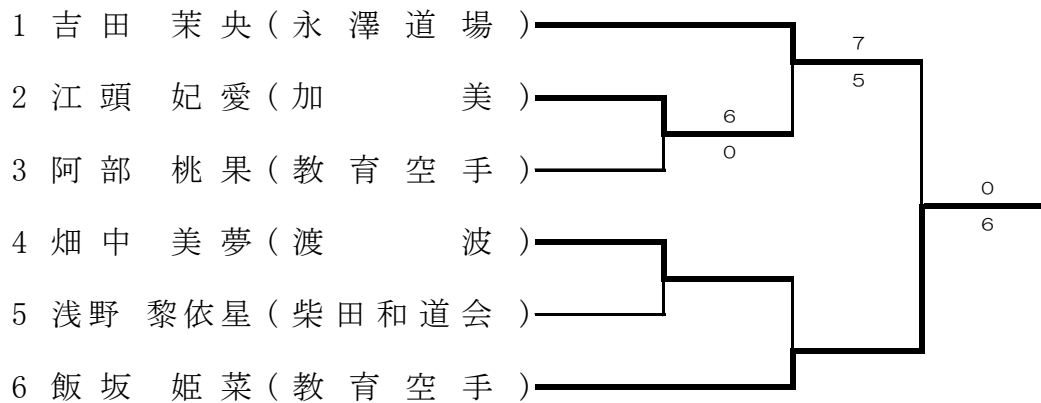 1 吉田 茉央(永澤道場)
7
5
2 江頭 妃愛(加美)
6
0
3 阿部 桃果(教育空手)
0
6
4 畑中 美夢(渡波)
5 浅野 黎依星(柴田和道会)
6 飯坂 姫菜(教育空手)